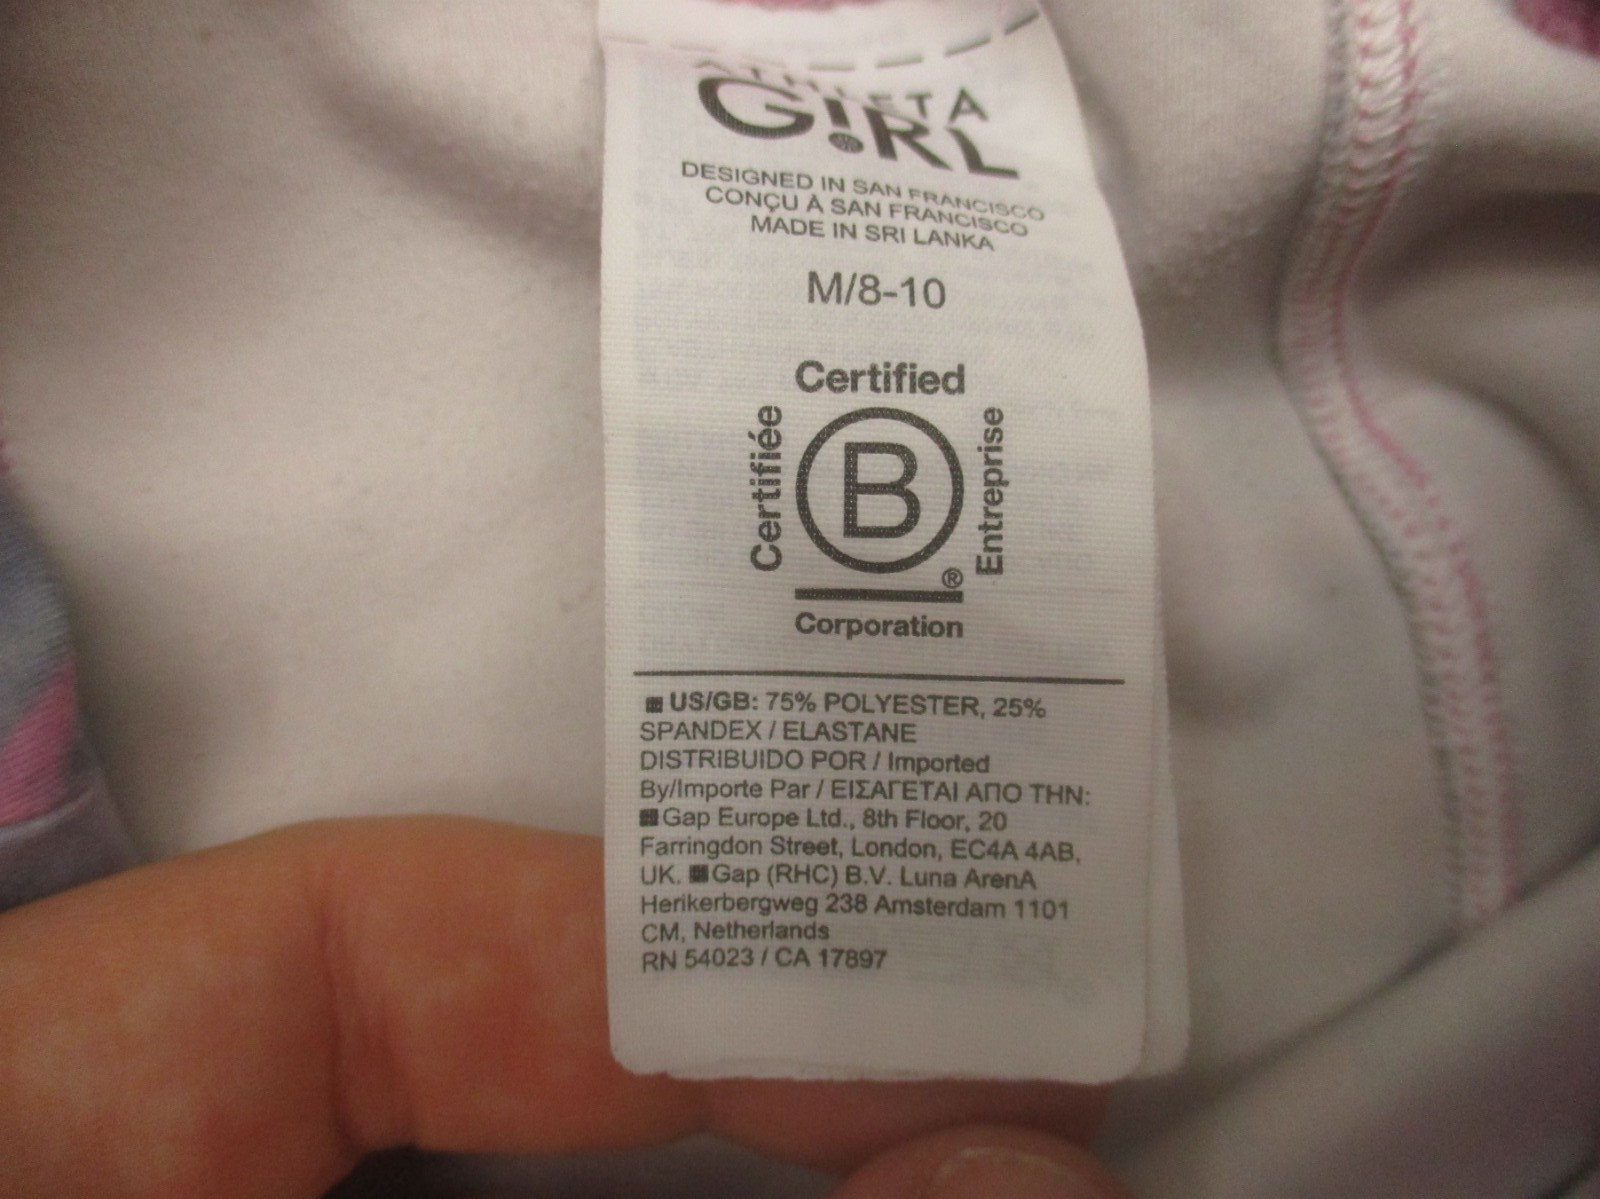 ATHLETA
G!RL
DESIGNED IN SAN FRANCISCO
CONÇU À SAN FRANCISCO
MADE IN SRI LANKA
M/8-10
Certified
Certifiée
B
Entreprise
®
Corporation
US/GB: 75% POLYESTER, 25%
SPANDEX / ELASTANE
DISTRIBUIDO POR / Imported
By/Importe Par / ΕΙΣΑΓΕΤΑΙ ΑΠΟ ΤΗΝ:
Gap Europe Ltd., 8th Floor, 20
Farringdon Street, London, EC4A 4AB,
UK. Gap (RHC) B.V. Luna ArenA
Herikerbergweg 238 Amsterdam 1101
CM, Netherlands
RN 54023 / CA 17897